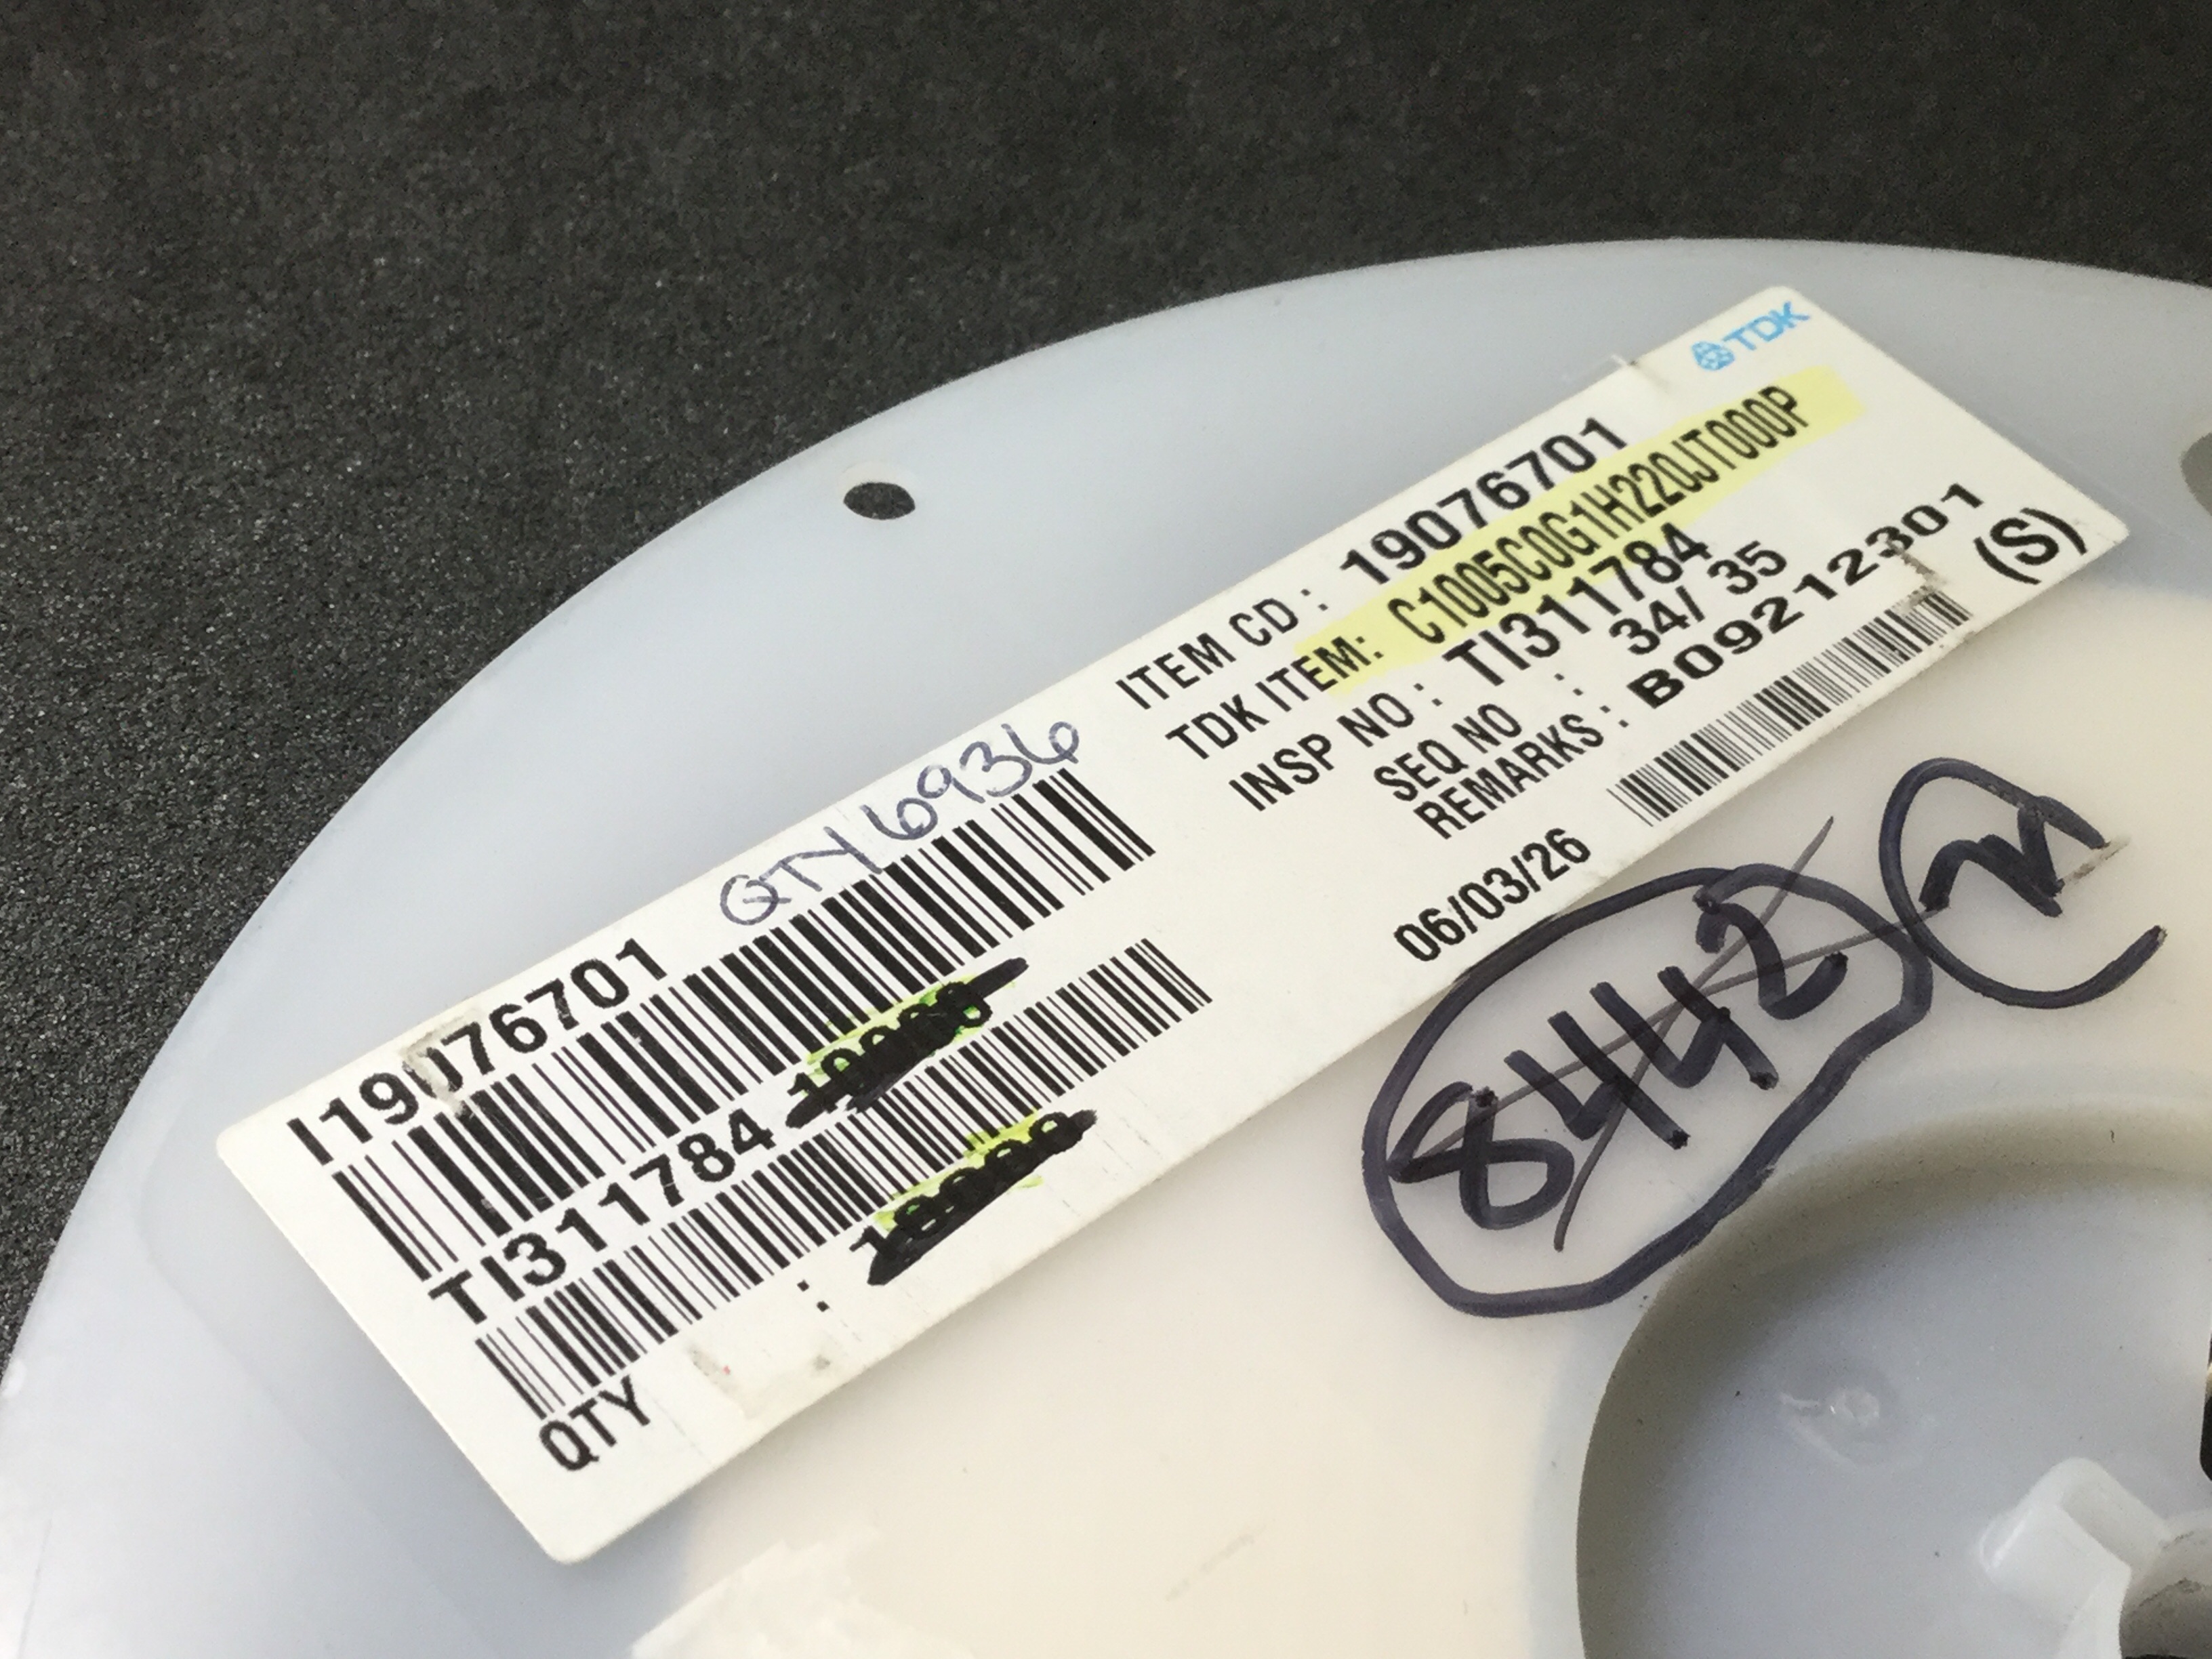 TDK
ITEM CD : 19076701
TDK ITEM: C1005C0G1H220JT000P
INSP NO : TI311784
SEQ NO : 34/ 35
REMARKS : B09212301
(S)
06/03/26
QTY 6936
I19076701
TI311784
QTY :
8442